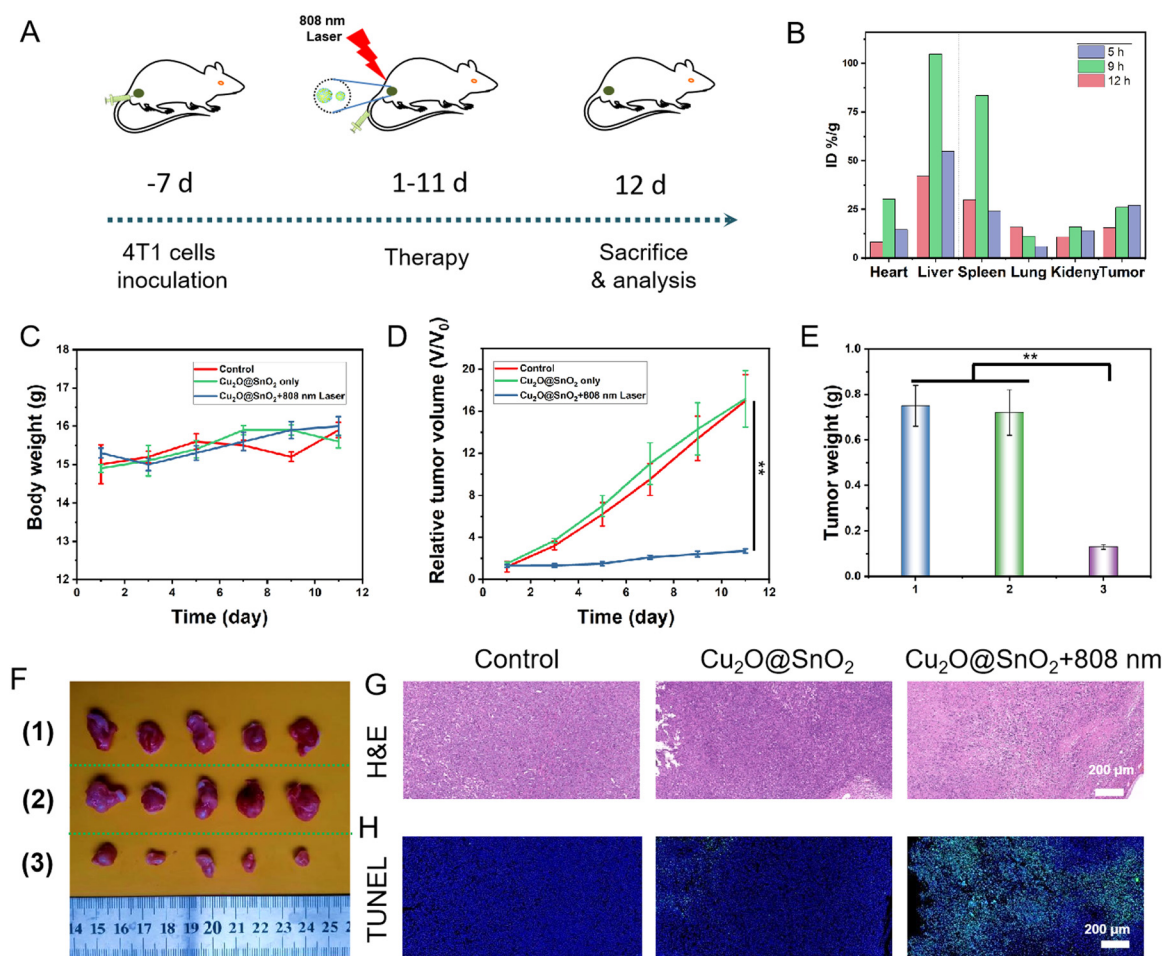 A
808 nm
Laser
-7 d
1-11 d
12 d
4T1 cells
inoculation
Therapy
Sacrifice
& analysis
B
5 h
9 h
12 h
ID %/g
100
75
50
25
0
Heart Liver Spleen Lung KidenyTumor
C
Body weight (g)
18
17
16
15
14
13
12
Control
Cu₂O@SnO₂ only
Cu₂O@SnO₂+808 nm Laser
0 2 4 6 8 10 12
Time (day)
D
Relative tumor volume (V/V₀)
20
16
12
8
4
0
Control
Cu₂O@SnO₂ only
Cu₂O@SnO₂+808 nm Laser
**
0 2 4 6 8 10 12
Time (day)
E
Tumor weight (g)
1.0
0.8
0.6
0.4
0.2
0.0
**
1 2 3
F
(1)
(2)
(3)
14 15 16 17 18 19 20 21 22 23 24 25 2
Control
Cu₂O@SnO₂
Cu₂O@SnO₂+808 nm
G
H&E
200 μm
H
TUNEL
200 μm